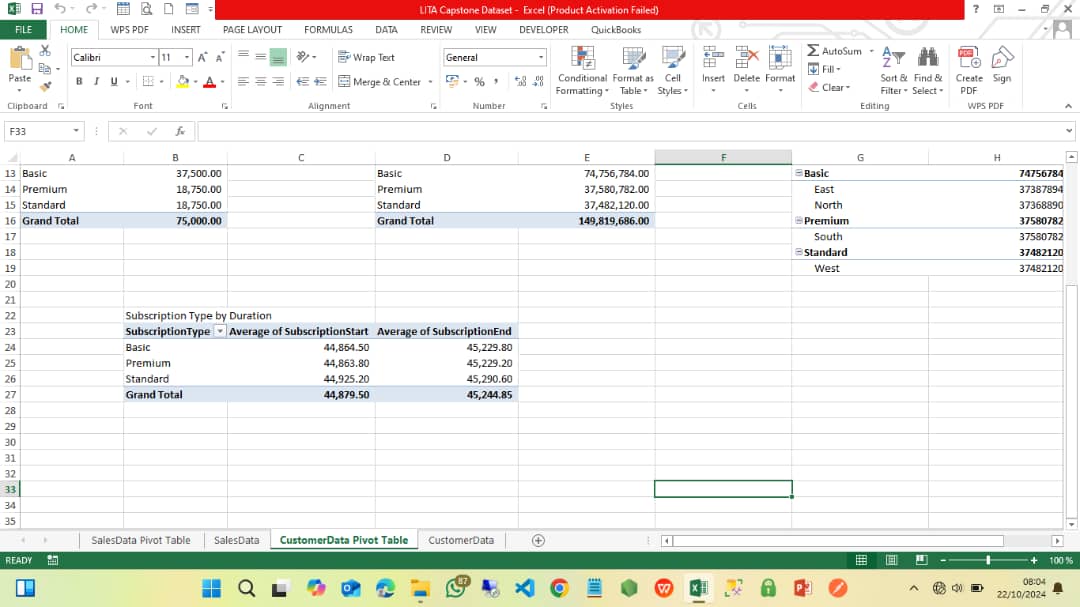 LITA Capstone Dataset - Excel (Product Activation Failed)
FILE HOME WPS PDF INSERT PAGE LAYOUT FORMULAS DATA REVIEW VIEW DEVELOPER QuickBooks
Paste
Calibri 11
B I U
Wrap Text
Merge & Center
General
%
Conditional Formatting
Format as Table
Cell Styles
Insert Delete Format
AutoSum
Fill
Clear
Sort & Filter
Find & Select
Create PDF
Sign
Clipboard Font Alignment Number Styles Cells Editing WPS PDF
F33 fx
A B C D E F G H
13 Basic 37,500.00 Basic 74,756,784.00 Basic 74756784
14 Premium 18,750.00 Premium 37,580,782.00 East 37387894
15 Standard 18,750.00 Standard 37,482,120.00 North 37368890
16 Grand Total 75,000.00 Grand Total 149,819,686.00 Premium 37580782
17 South 37580782
18 Standard 37482120
19 West 37482120
20
21
22 Subscription Type by Duration
23 SubscriptionType Average of SubscriptionStart Average of SubscriptionEnd
24 Basic 44,864.50 45,229.80
25 Premium 44,863.80 45,229.20
26 Standard 44,925.20 45,290.60
27 Grand Total 44,879.50 45,244.85
28
29
30
31
32
33
34
35
SalesData Pivot Table SalesData CustomerData Pivot Table CustomerData
READY 100 %
87
08:04
22/10/2024